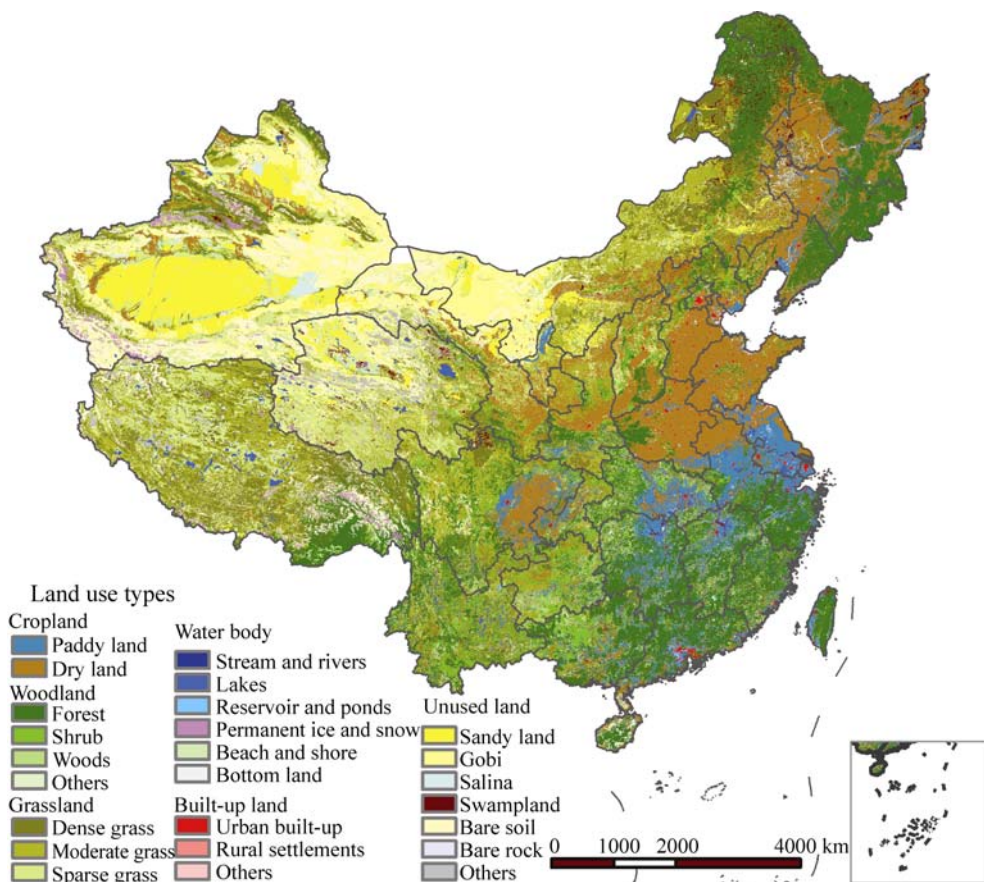 Land use types
Cropland
Paddy land
Dry land
Woodland
Forest
Shrub
Woods
Others
Grassland
Dense grass
Moderate grass
Sparse grass
Water body
Stream and rivers
Lakes
Reservoir and ponds
Permanent ice and snow
Beach and shore
Bottom land
Built-up land
Urban built-up
Rural settlements
Others
Unused land
Sandy land
Gobi
Salina
Swampland
Bare soil
Bare rock
Others
0 1000 2000 4000 km